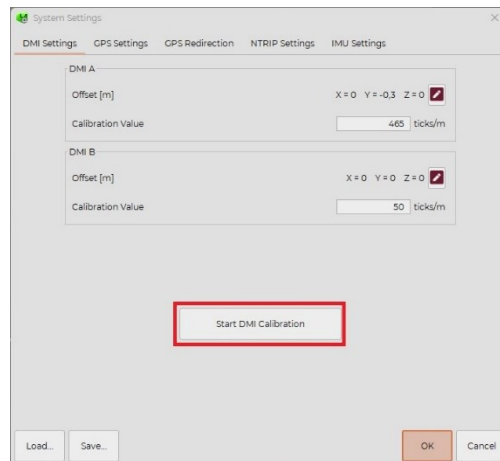 System Settings
DMI Settings GPS Settings GPS Redirection NTRIP Settings IMU Settings
DMI A
Offset [m] X = 0 Y = -0,3 Z = 0
Calibration Value 465 ticks/m
DMI B
Offset [m] X = 0 Y = 0 Z = 0
Calibration Value 50 ticks/m
Start DMI Calibration
Load... Save... OK Cancel